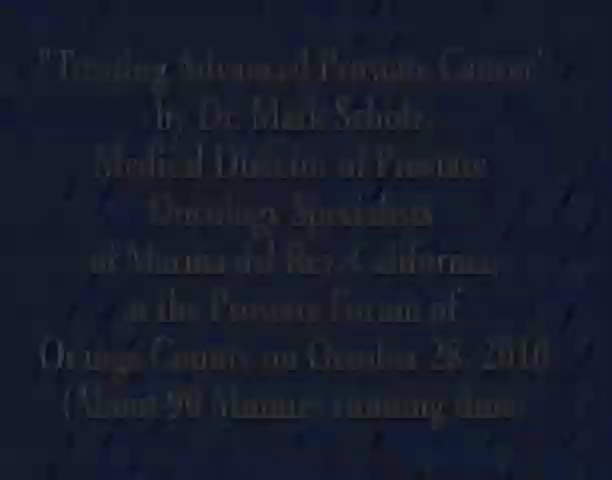 "Treating Advanced Prostate Cancer"
by Dr. Mark Scholz
Medical Director of Prostate
Oncology Specialists
of Marina del Rey, California
at the Prostate Forum of
Orange County on October 28, 2010
(About 90 Minutes running time)